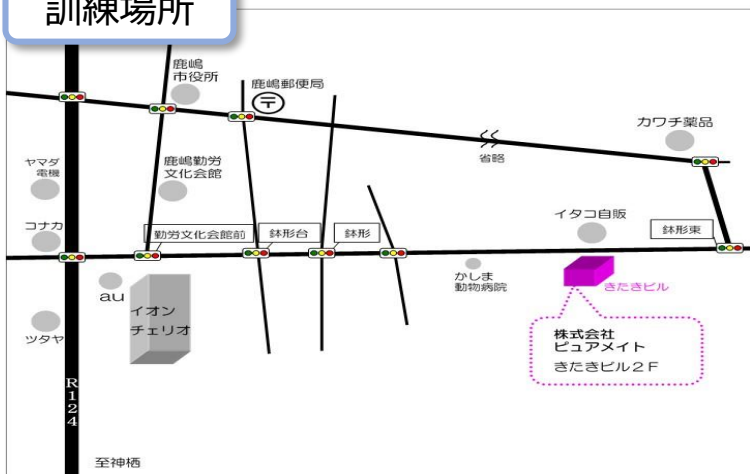 訓練場所
鹿嶋
市役所
鹿嶋郵便局
〒
カワチ薬品
省略
ヤマダ
電機
鹿嶋勤労
文化会館
コナカ
イタコ自販
勤労文化会館前
鉢形台
鉢形
鉢形東
au
かしま
動物病院
きたきビル
イオン
チェリオ
ツタヤ
株式会社
ピュアメイト
きたきビル2F
R124
至神栖